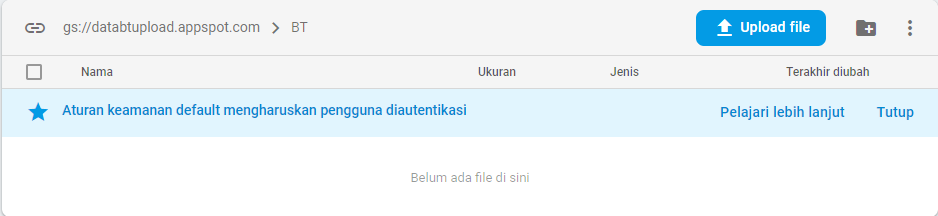 gs://databtupload.appspot.com > BT Upload file
Nama Ukuran Jenis Terakhir diubah
Aturan keamanan default mengharuskan pengguna diautentikasi Pelajari lebih lanjut Tutup
Belum ada file di sini